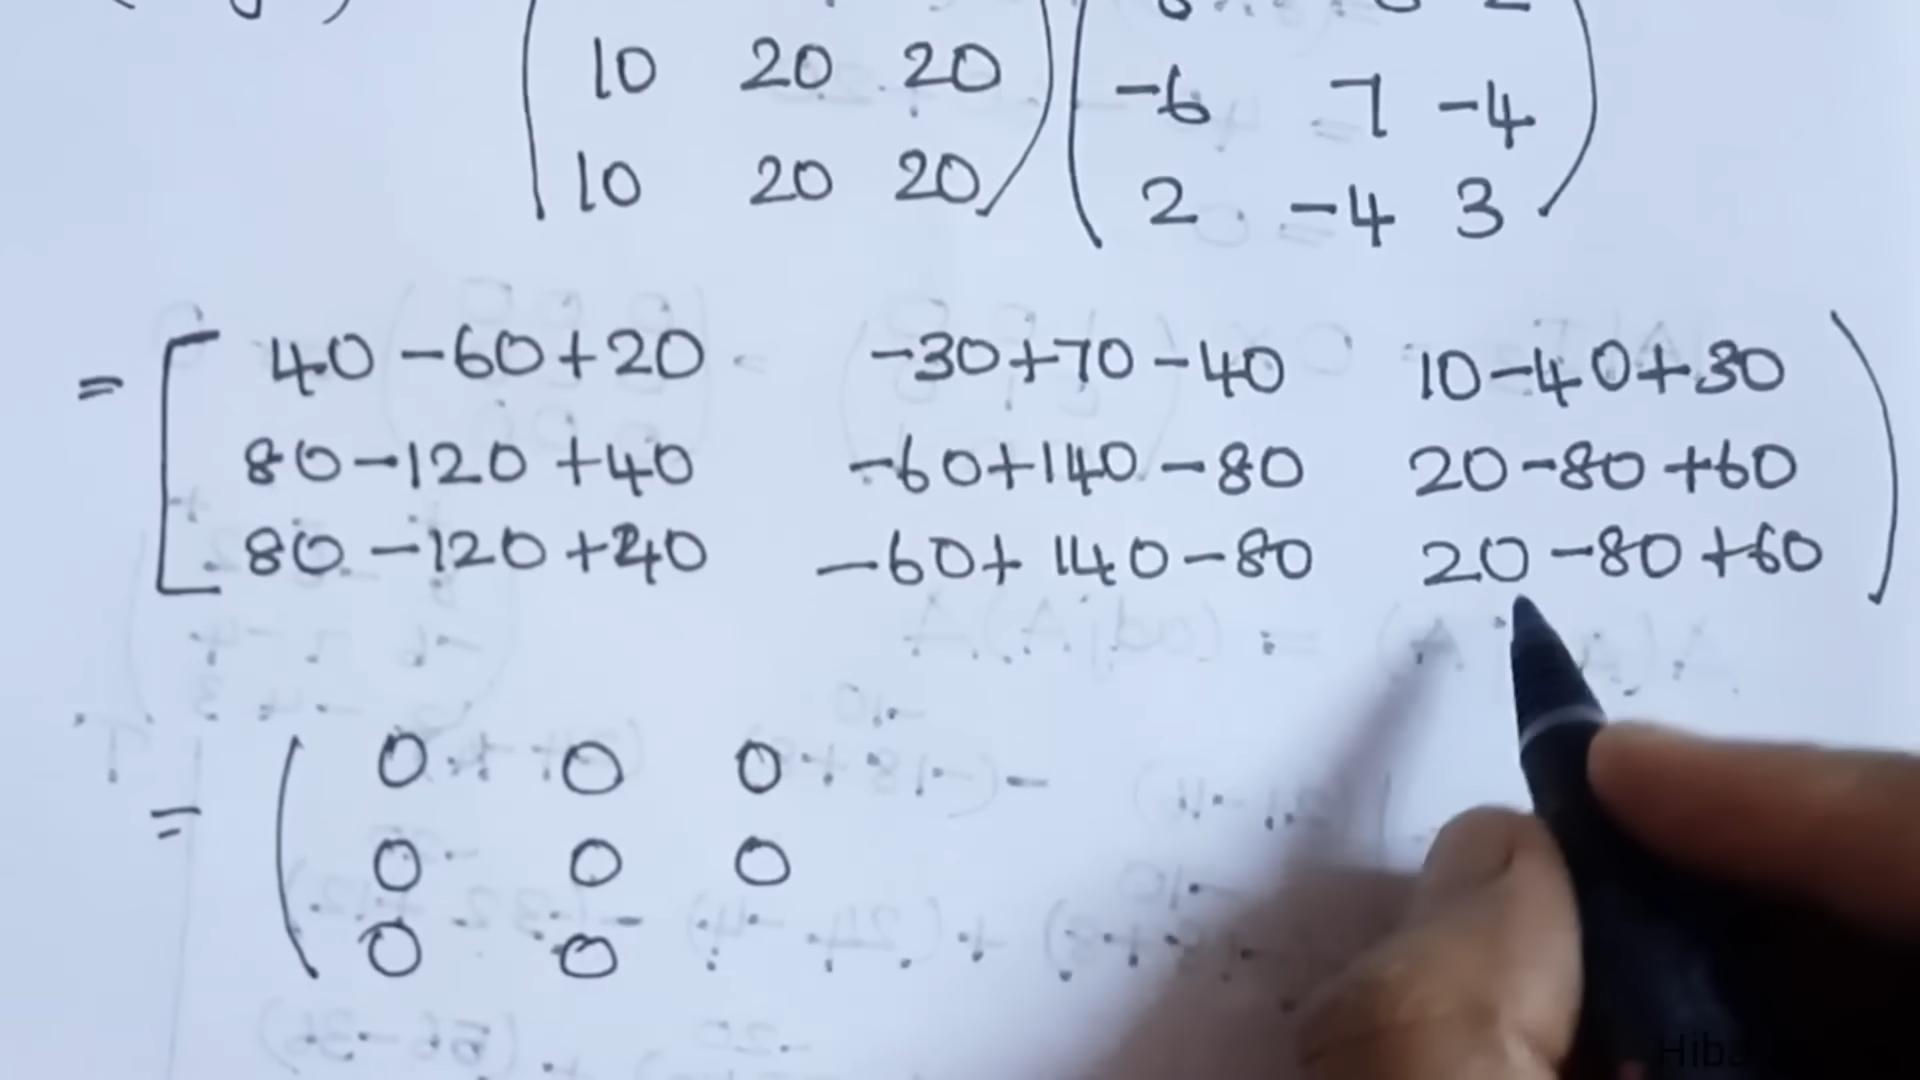 10 20 20 -6 7 -4
10 20 20 2 -4 3
= [ 40-60+20 -30+70-40 10-40+30 )
80-120+40 -60+140-80 20-80+60
80-120+40 -60+140-80 20-80+60
= ( 0 0 0
0 0 0
0 0
Hiba